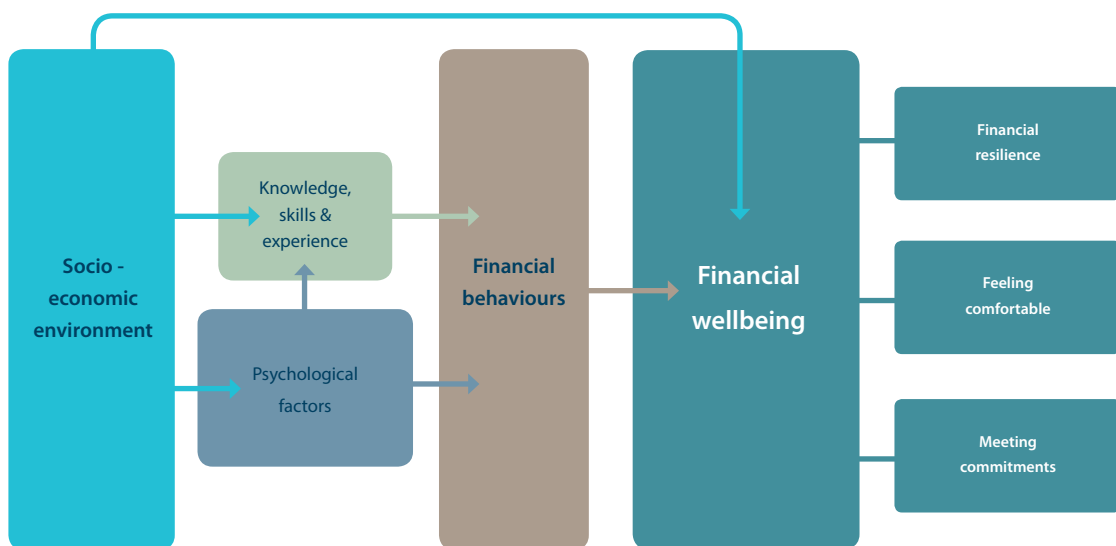 Socio -
economic
environment
Knowledge,
skills &
experience
Psychological
factors
Financial
behaviours
Financial
wellbeing
Financial
resilience
Feeling
comfortable
Meeting
commitments